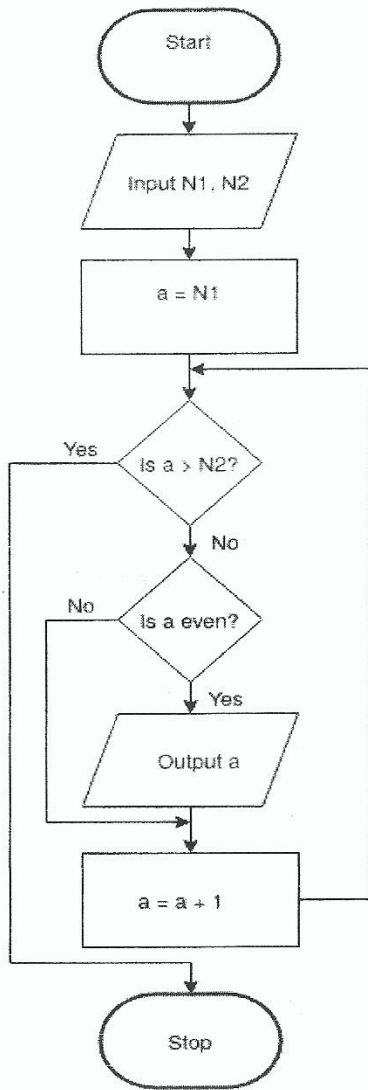 Start
Input N1, N2
a = N1
Yes
Is a > N2?
No
No
Is a even?
Yes
Output a
a = a + 1
Stop